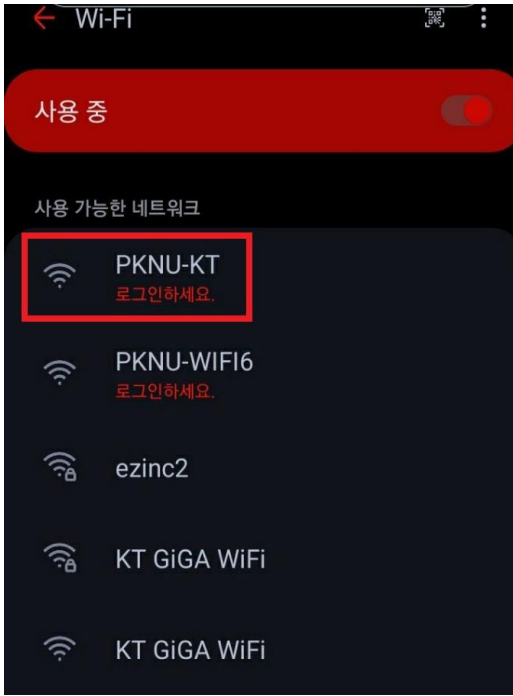 Wi-Fi
사용 중
사용 가능한 네트워크
PKNU-KT
로그인하세요.
PKNU-WIFI6
로그인하세요.
ezinc2
KT GiGA WiFi
KT GiGA WiFi